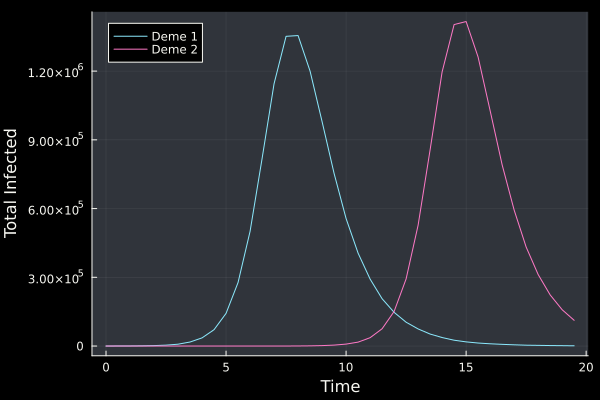 Deme 1
Deme 2
1.20×10⁶
9.00×10⁵
6.00×10⁵
3.00×10⁵
0
0 5 10 15 20
Total Infected
Time